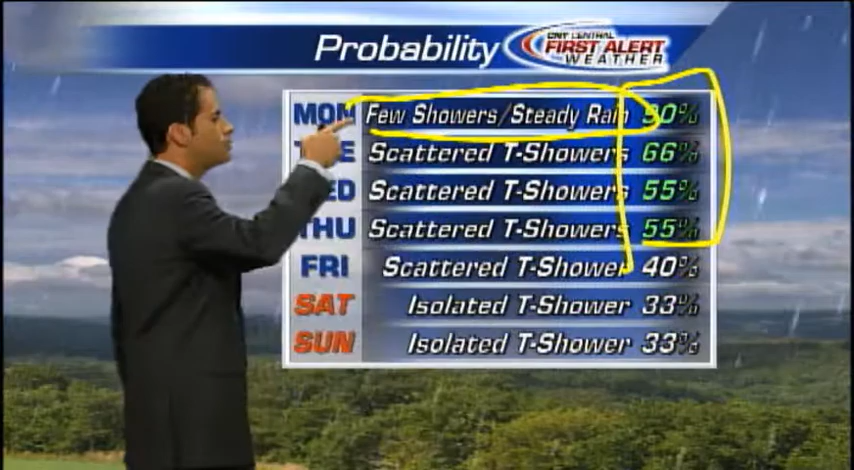 Probability
CNY CENTRAL
FIRST ALERT
WEATHER
MON Few Showers/Steady Rain 90%
Scattered T-Showers 66%
Scattered T-Showers 55%
THU Scattered T-Showers 55%
FRI Scattered T-Shower 40%
SAT Isolated T-Shower 33%
SUN Isolated T-Shower 33%